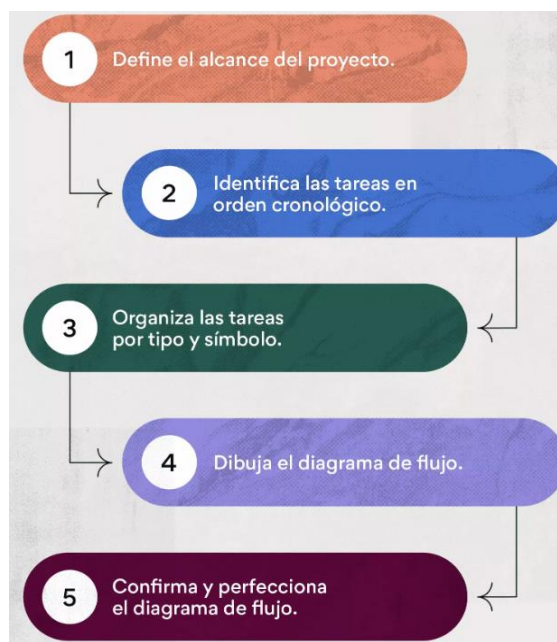 1
Define el alcance del proyecto.
2
Identifica las tareas en
orden cronológico.
3
Organiza las tareas
por tipo y símbolo.
4
Dibuja el diagrama de flujo.
5
Confirma y perfecciona
el diagrama de flujo.